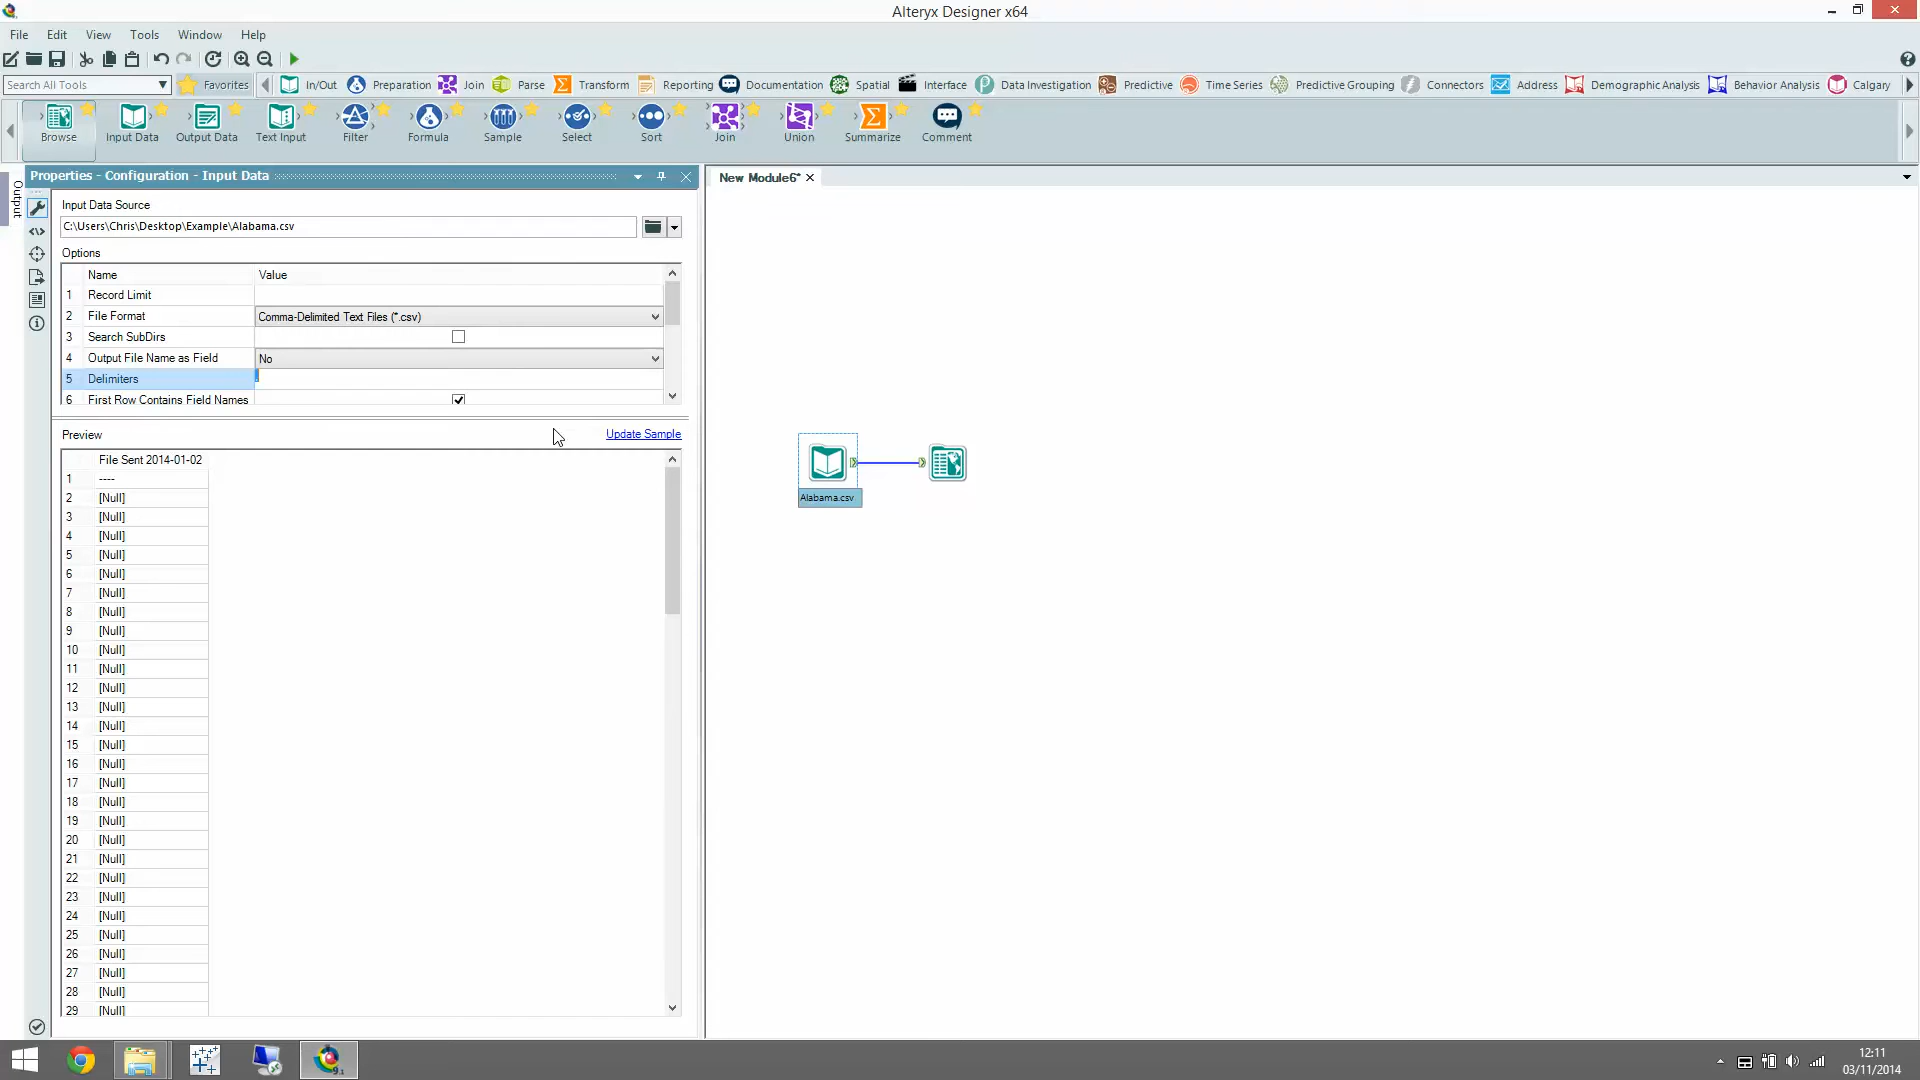 Alteryx Designer x64
File Edit View Tools Window Help
Search All Tools Favorites In/Out Preparation Join Parse Transform Reporting Documentation Spatial Interface Data Investigation Predictive Time Series Predictive Grouping Connectors Address Demographic Analysis Behavior Analysis Calgary
Browse Input Data Output Data Text Input Filter Formula Sample Select Sort Join Union Summarize Comment
Output
Properties - Configuration - Input Data
New Module6*
Input Data Source
C:\Users\Chris\Desktop\Example\Alabama.csv
Options
Name Value
1 Record Limit
2 File Format Comma-Delimited Text Files (*.csv)
3 Search SubDirs
4 Output File Name as Field No
5 Delimiters
6 First Row Contains Field Names
Preview Update Sample
File Sent 2014-01-02
1 ----
2 [Null]
3 [Null]
4 [Null]
5 [Null]
6 [Null]
7 [Null]
8 [Null]
9 [Null]
10 [Null]
11 [Null]
12 [Null]
13 [Null]
14 [Null]
15 [Null]
16 [Null]
17 [Null]
18 [Null]
19 [Null]
20 [Null]
21 [Null]
22 [Null]
23 [Null]
24 [Null]
25 [Null]
26 [Null]
27 [Null]
28 [Null]
29 [Null]
Alabama.csv
12:11
03/11/2014